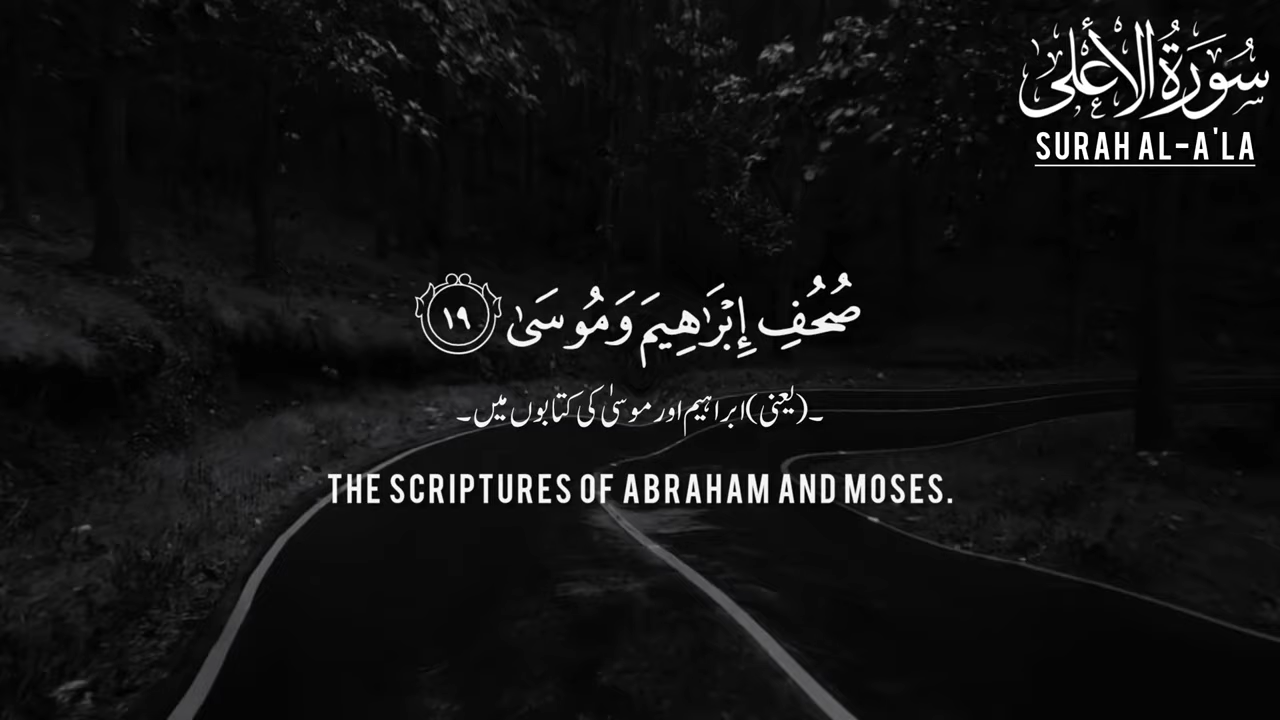 سُورَةُ الأَعْلَى
SURAH AL-A'LA
صُحُفِ إِبْرَاهِيمَ وَمُوسَىٰ ١٩
۔(یعنی)ابراہیم اور موسیٰ کی کتابوں میں۔
THE SCRIPTURES OF ABRAHAM AND MOSES.